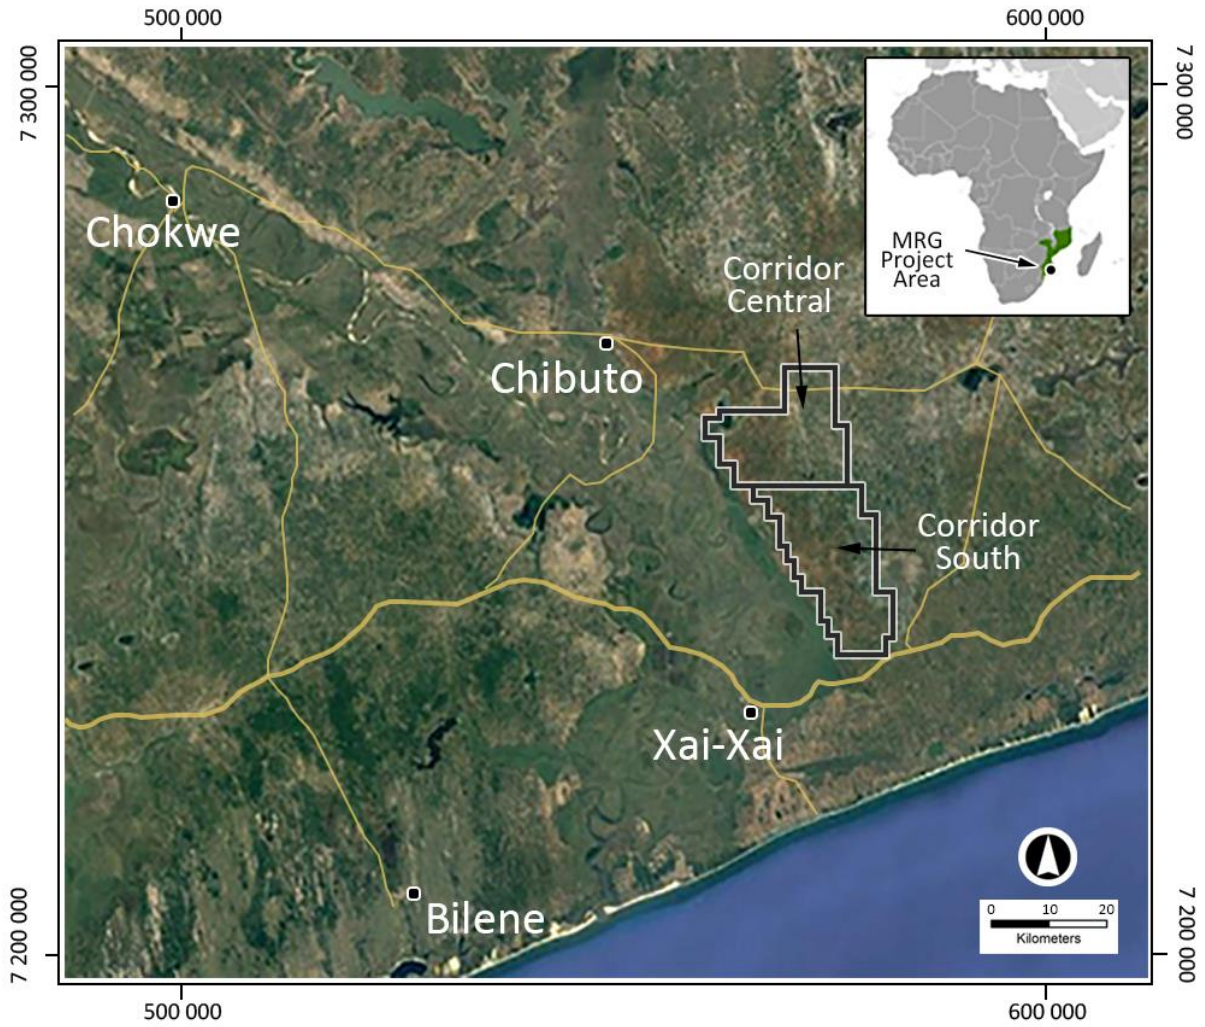 500 000
600 000
7 300 000
7 300 000
MRG
Project
Area
Chokwe
Corridor
Central
Chibuto
Corridor
South
Xai-Xai
Bilene
0 10 20
Kilometers
7 200 000
7 200 000
500 000
600 000